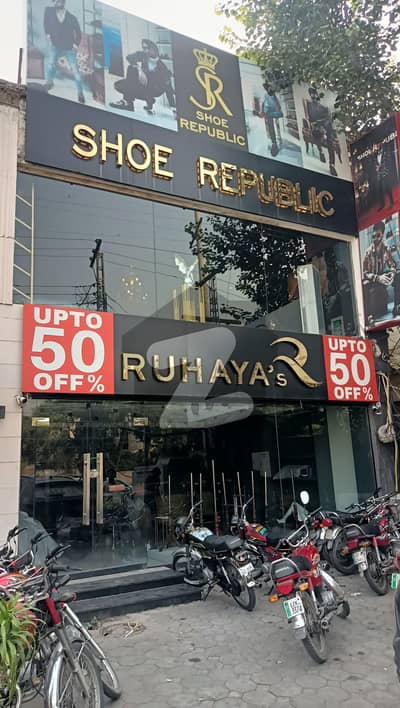 SR
SHOE
REPUBLIC
SHOE REPUBLIC
UPTO
50
OFF%
RUHAYA's R
UPTO
50
OFF%